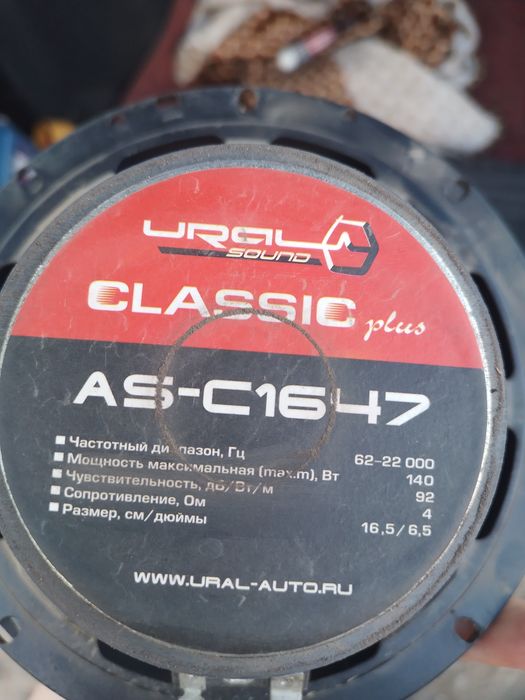 URAL
SOUND
CLASSIC plus
AS-C1647
Частотный диапазон, Гц 62-22 000
Мощность максимальная (max.m), Вт 140
Чувствительность, дБ/Вт/м 92
Сопротивление, Ом 4
Размер, см/дюймы 16,5/6,5
WWW.URAL-AUTO.RU